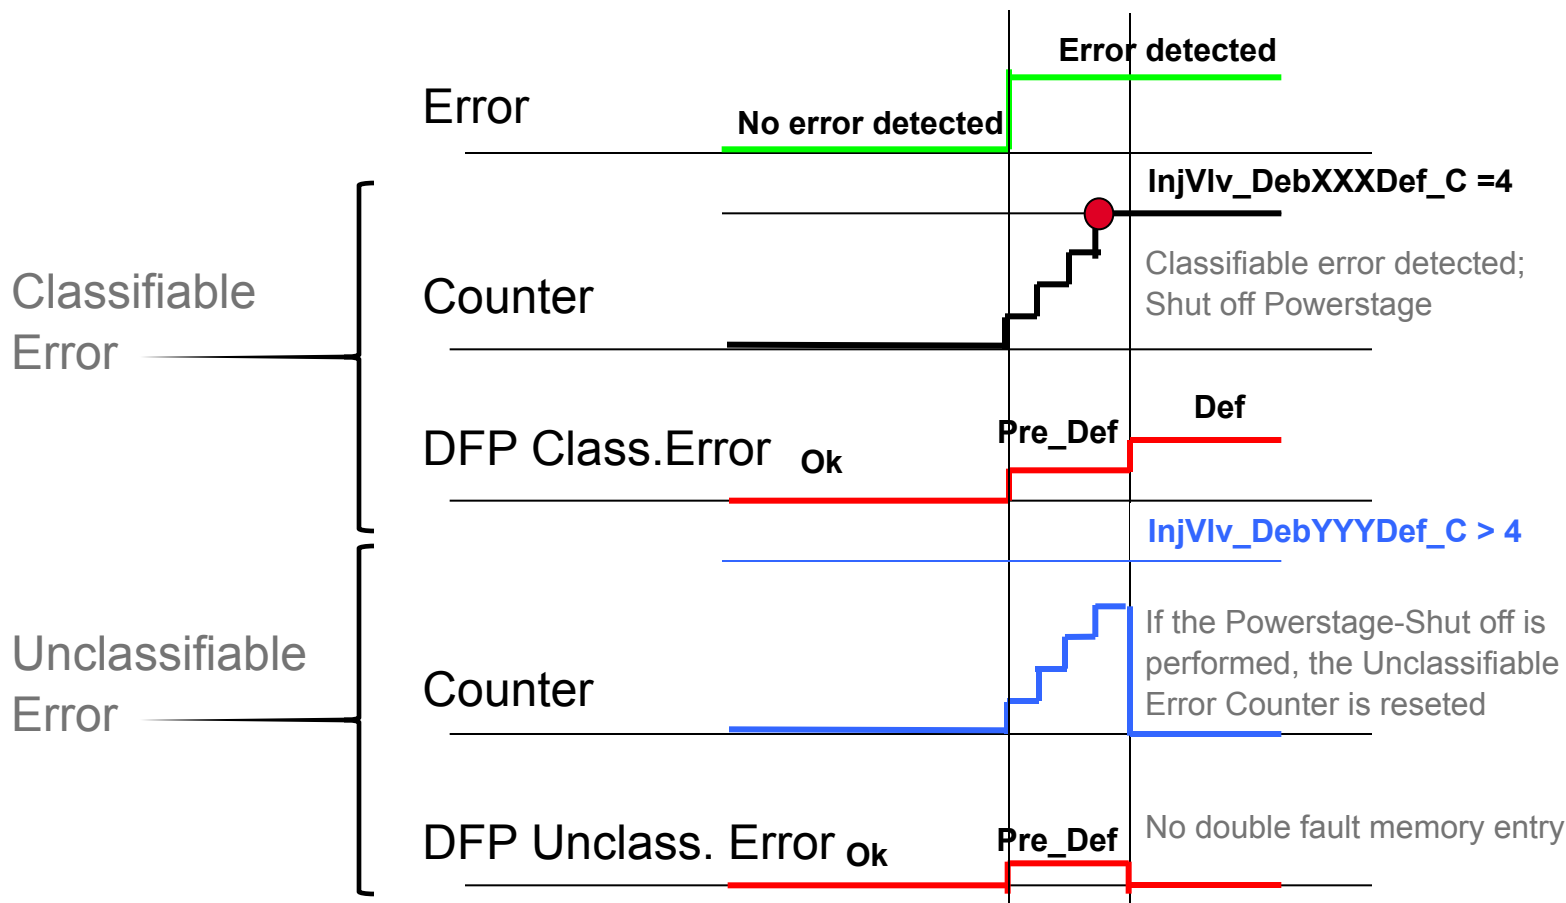 Error detected
Error
No error detected
InjVlv_DebXXXDef_C =4
Classifiable
Error
Counter
Classifiable error detected;
Shut off Powerstage
Def
Pre_Def
DFP Class.Error
Ok
InjVlv_DebYYYDef_C > 4
Unclassifiable
Error
Counter
If the Powerstage-Shut off is
performed, the Unclassifiable
Error Counter is reseted
DFP Unclass. Error
Ok
Pre_Def
No double fault memory entry